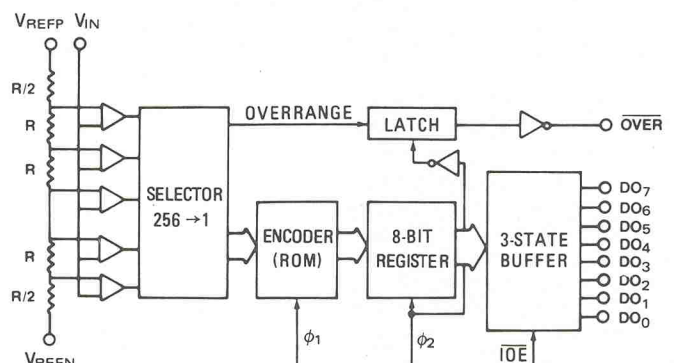 VREFP VIN
R/2
R
R
R
R/2
SELECTOR
256→1
OVERRANGE
LATCH
OVER
ENCODER
(ROM)
8-BIT
REGISTER
3-STATE
BUFFER
DO7
DO6
DO5
DO4
DO3
DO2
DO1
DO0
ϕ1
ϕ2
IOE
VREFN